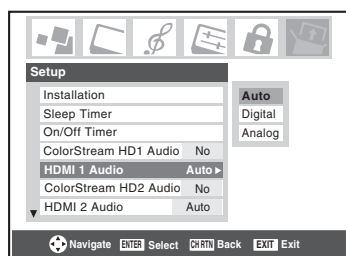 Setup
Installation
Sleep Timer
On/Off Timer
ColorStream HD1 Audio No
HDMI 1 Audio Auto
ColorStream HD2 Audio No
HDMI 2 Audio Auto
Auto
Digital
Analog
Navigate ENTER Select CH RTN Back EXIT Exit